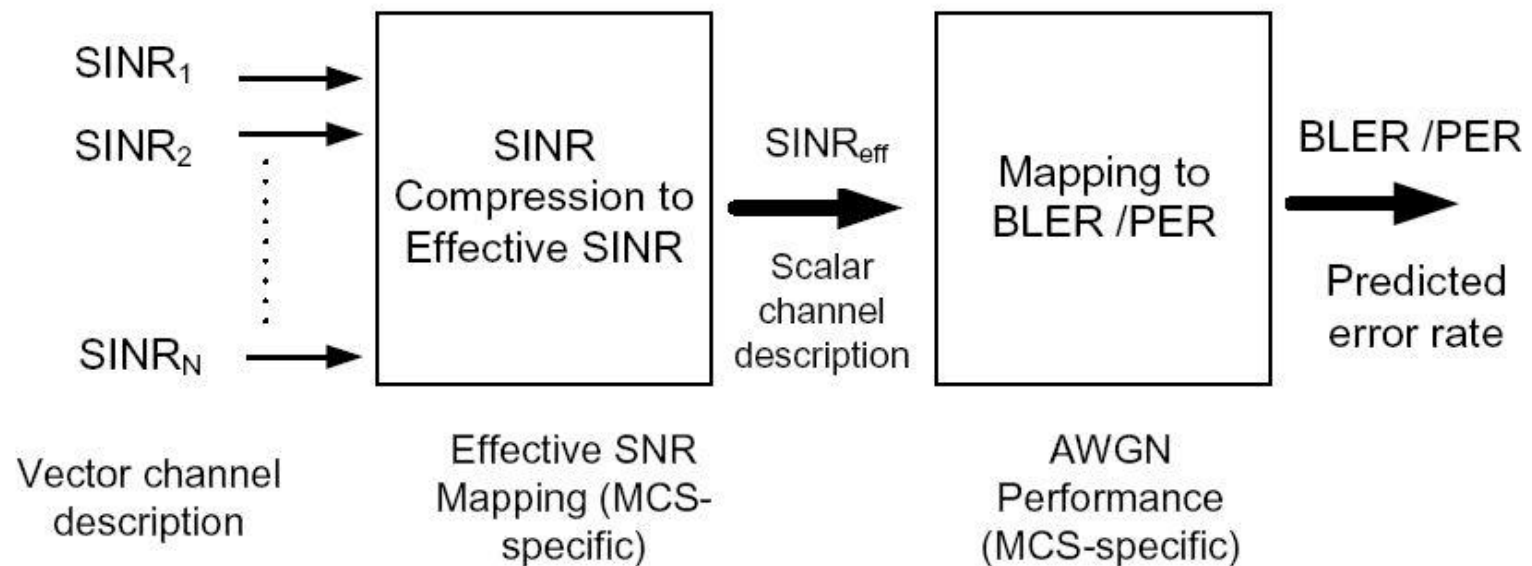 SINR1
SINR2
SINRN
Vector channel
description
SINR
Compression to
Effective SINR
Effective SNR
Mapping (MCS-
specific)
SINReff
Scalar
channel
description
Mapping to
BLER /PER
AWGN
Performance
(MCS-specific)
BLER /PER
Predicted
error rate